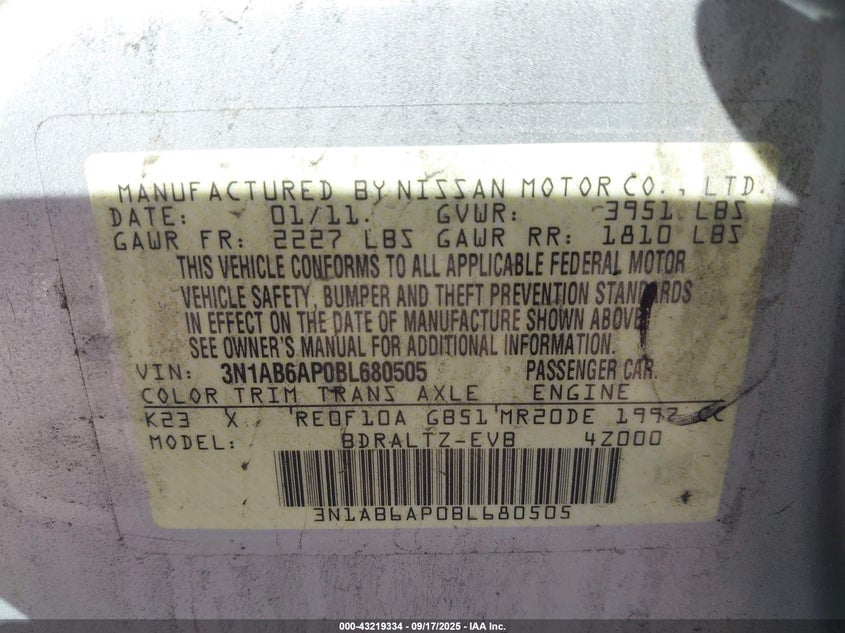 MANUFACTURED BY NISSAN MOTOR CO., LTD.
DATE: 01/11. GVWR: 3951 LBS
GAWR FR: 2227 LBS GAWR RR: 1810 LBS
THIS VEHICLE CONFORMS TO ALL APPLICABLE FEDERAL MOTOR
VEHICLE SAFETY, BUMPER AND THEFT PREVENTION STANDARDS
IN EFFECT ON THE DATE OF MANUFACTURE SHOWN ABOVE
SEE OWNER'S MANUAL FOR ADDITIONAL INFORMATION.
VIN: 3N1AB6AP0BL680505 PASSENGER CAR.
COLOR TRIM TRANS AXLE ENGINE
K23 X RE0F10A GB51 MR20DE 1997 CC
MODEL: BDRALTZ-EVB 4Z000
3N1AB6AP0BL680505
000-43219334 - 09/17/2025 - IAA Inc.